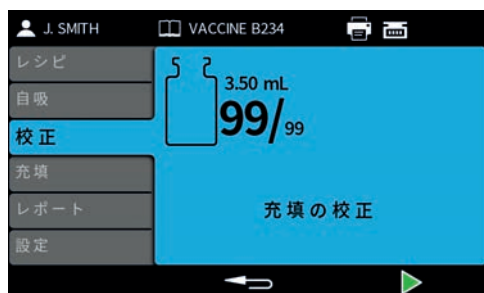 J. SMITH VACCINE B234
レシピ
自吸
校正
充填
レポート
設定
3.50 mL
99/99
充填の校正